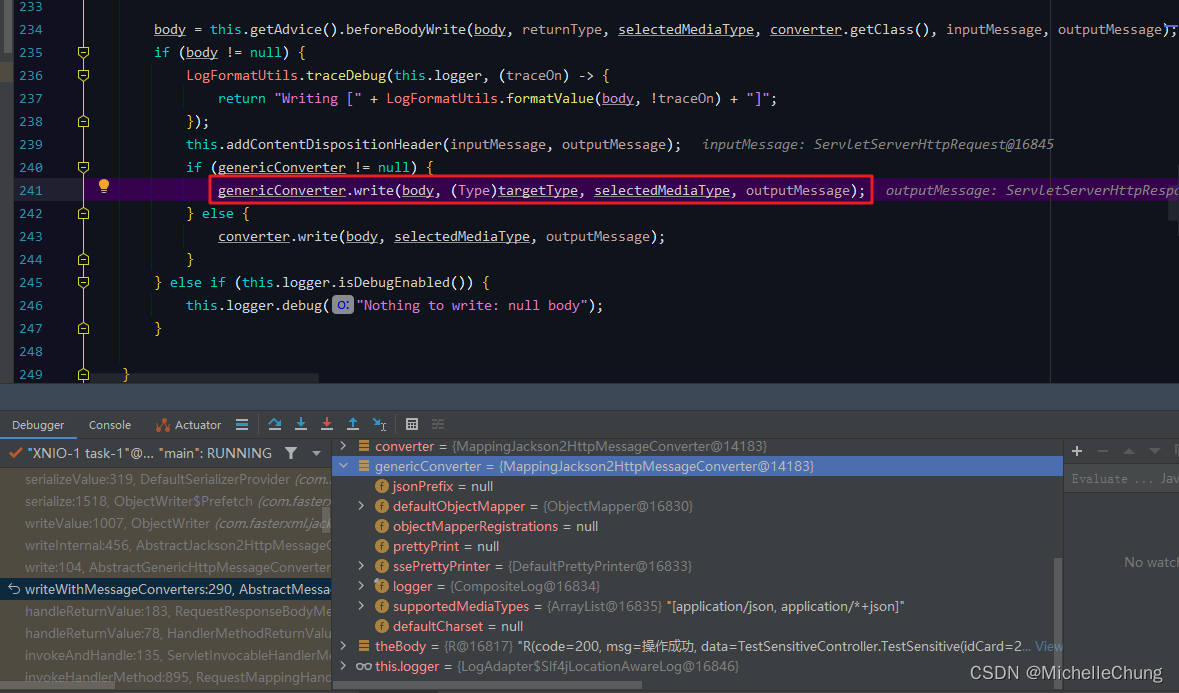 233
234 body = this.getAdvice().beforeBodyWrite(body, returnType, selectedMediaType, converter.getClass(), inputMessage, outputMessage);
235 if (body != null) {
236 LogFormatUtils.traceDebug(this.logger, (traceOn) -> {
237 return "Writing [" + LogFormatUtils.formatValue(body, !traceOn) + "]";
238 });
239 this.addContentDispositionHeader(inputMessage, outputMessage); inputMessage: ServletServerHttpRequest@16845
240 if (genericConverter != null) {
241 genericConverter.write(body, (Type)targetType, selectedMediaType, outputMessage); outputMessage: ServletServerHttpRespo
242 } else {
243 converter.write(body, selectedMediaType, outputMessage);
244 }
245 } else if (this.logger.isDebugEnabled()) {
246 this.logger.debug( o: "Nothing to write: null body");
247 }
248
249 }
Debugger Console Actuator
"XNIO-1 task-1"@... "main": RUNNING
serializeValue:319, DefaultSerializerProvider (com.
serialize:1518, ObjectWriter$Prefetch (com.fasterx
writeValue:1007, ObjectWriter (com.fasterxml.jack
writeInternal:456, AbstractJackson2HttpMessageC
write:104, AbstractGenericHttpMessageConverter
writeWithMessageConverters:290, AbstractMessa
handleReturnValue:183, RequestResponseBodyMe
handleReturnValue:78, HandlerMethodReturnValu
invokeAndHandle:135, ServletInvocableHandlerM
invokeHandlerMethod:895, RequestMappingHand
converter = {MappingJackson2HttpMessageConverter@14183}
genericConverter = {MappingJackson2HttpMessageConverter@14183}
jsonPrefix = null
defaultObjectMapper = {ObjectMapper@16830}
objectMapperRegistrations = null
prettyPrint = null
ssePrettyPrinter = {DefaultPrettyPrinter@16833}
logger = {CompositeLog@16834}
supportedMediaTypes = {ArrayList@16835} "[application/json, application/*+json]"
defaultCharset = null
theBody = {R@16817} "R(code=200, msg=操作成功, data=TestSensitiveController.TestSensitive(idCard=2... View
this.logger = {LogAdapter$Slf4jLocationAwareLog@16846}
Evaluate ... Jav
No watch
CSDN @MichelleChung